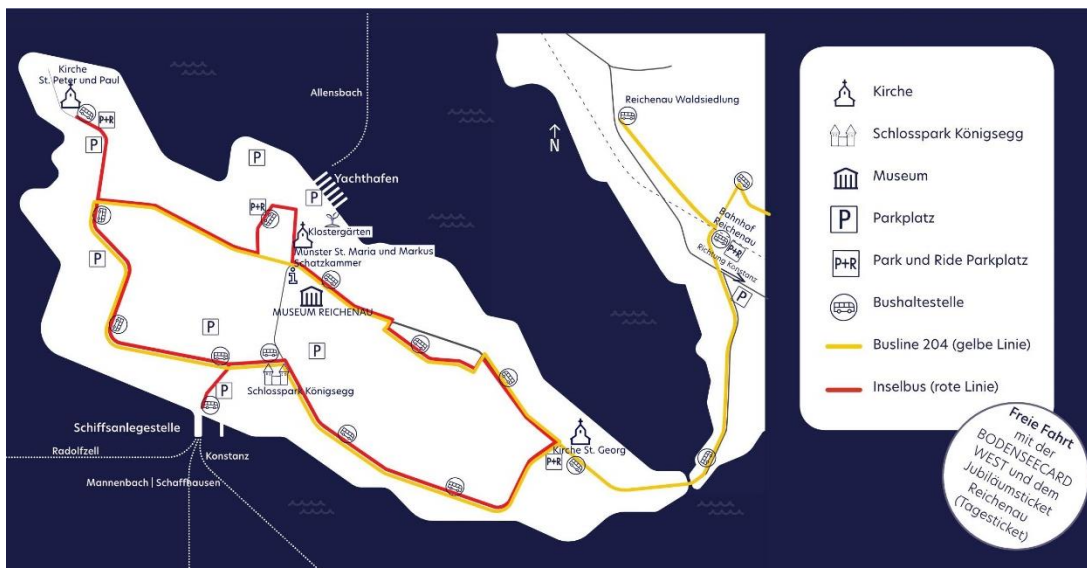 Kirche
St. Peter und Paul
P+R
P
Allensbach
P
Yachthafen
P
P+R
Klostergärten
Münster St. Maria und Markus
Schatzkammer
MUSEUM REICHENAU
P
P
P
Schlosspark Königsegg
P
Schiffsanlegestelle
Radolfzell
Konstanz
Mannenbach | Schaffhausen
Kirche St. Georg
P+R
N
Reichenau Waldsiedlung
Bahnhof
Reichenau
P+R
Richtung Konstanz
P
Kirche
Schlosspark Königsegg
Museum
P Parkplatz
P+R Park und Ride Parkplatz
Bushaltestelle
Busline 204 (gelbe Linie)
Inselbus (rote Linie)
Freie Fahrt
mit der
BODENSEECARD
WEST und dem
Jubiläumsticket
Reichenau
(Tagesticket)